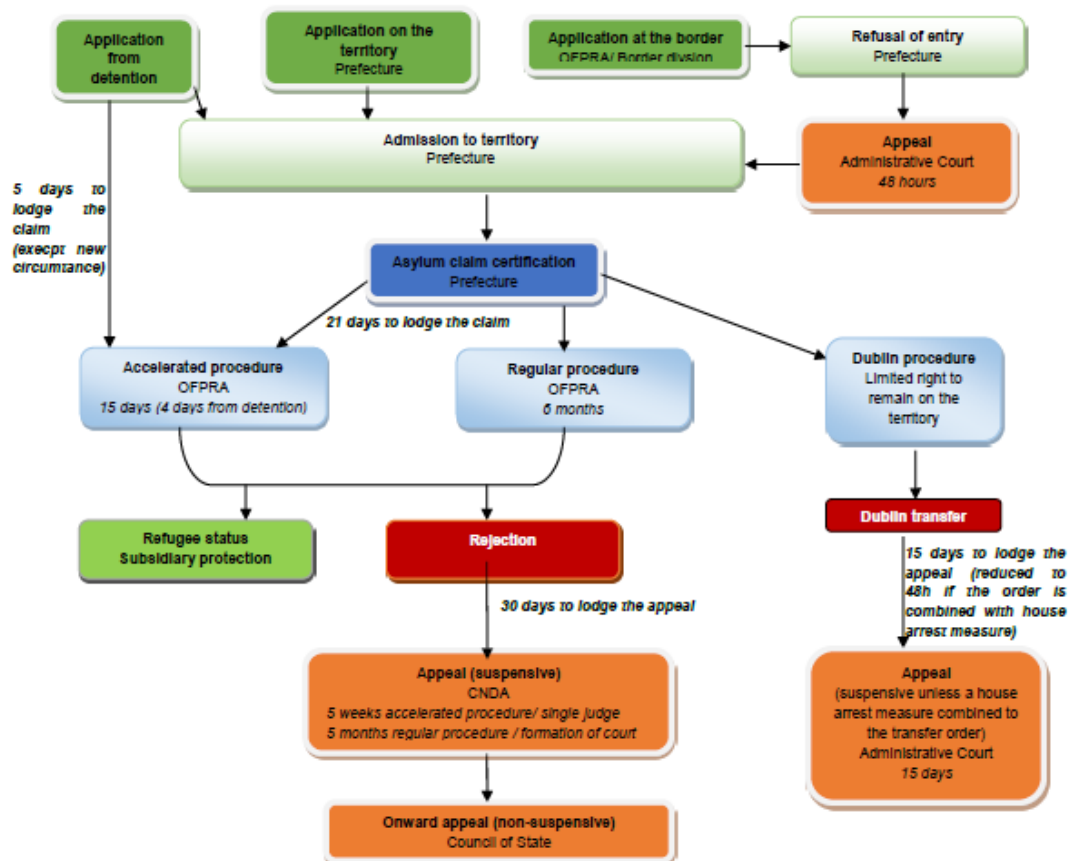 Application
from
detention
Application on the
territory
Prefecture
Application at the border
OFPRA/ Border divsion
Refusal of entry
Prefecture
Admission to territory
Prefecture
Appeal
Administrative Court
48 hours
5 days to
lodge the
claim
(execpt new
circumtance)
Asylum claim certification
Prefecture
21 days to lodge the claim
Accelerated procedure
OFPRA
15 days (4 days from detention)
Regular procedure
OFPRA
6 months
Dublin procedure
Limited right to
remain on the
territory
Refugee status
Subsidiary protection
Rejection
Dublin transfer
15 days to lodge the
appeal (reduced to
48h if the order is
combined with house
arrest measure)
30 days to lodge the appeal
Appeal (suspensive)
CNDA
5 weeks accelerated procedure/ single judge
5 months regular procedure / formation of court
Appeal
(suspensive unless a house
arrest measure combined to
the transfer order)
Administrative Court
15 days
Onward appeal (non-suspensive)
Council of State